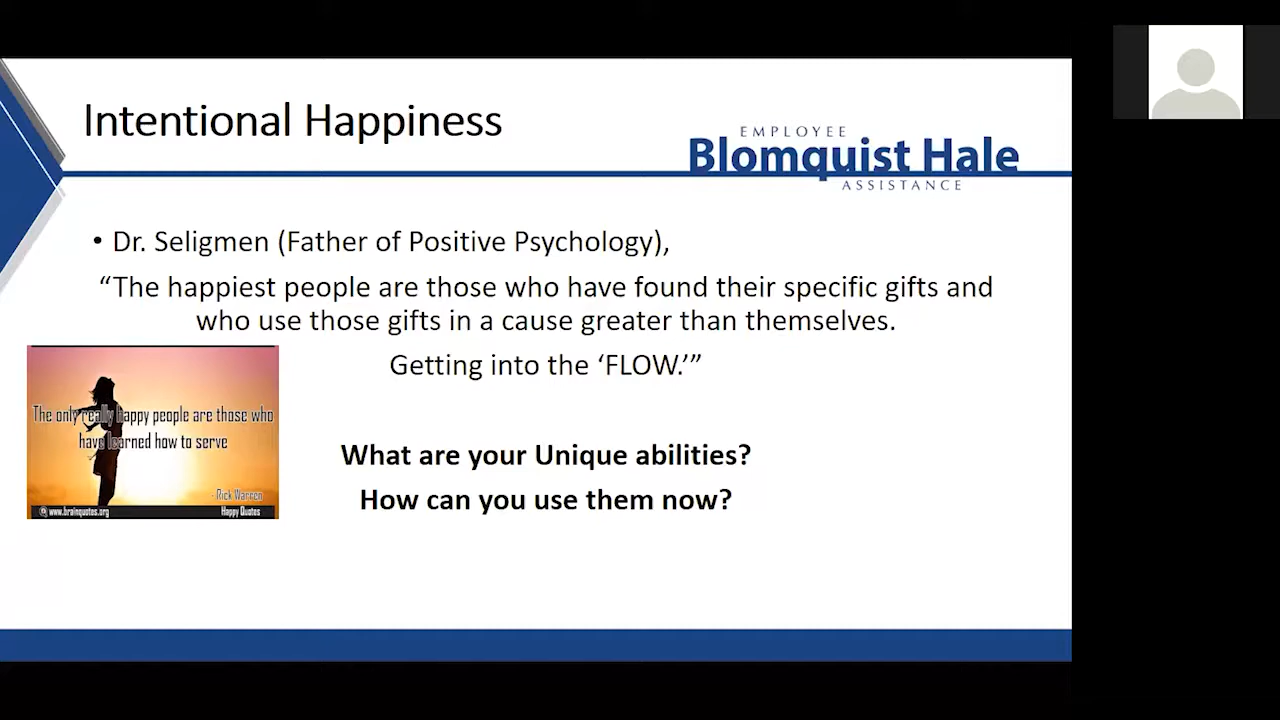 Intentional Happiness
EMPLOYEE
Blomquist Hale
ASSISTANCE
• Dr. Seligmen (Father of Positive Psychology),
“The happiest people are those who have found their specific gifts and
who use those gifts in a cause greater than themselves.
Getting into the ‘FLOW.’”
The only really happy people are those who
have learned how to serve
- Rick Warren
www.brainquotes.org
Happy Quotes
What are your Unique abilities?
How can you use them now?